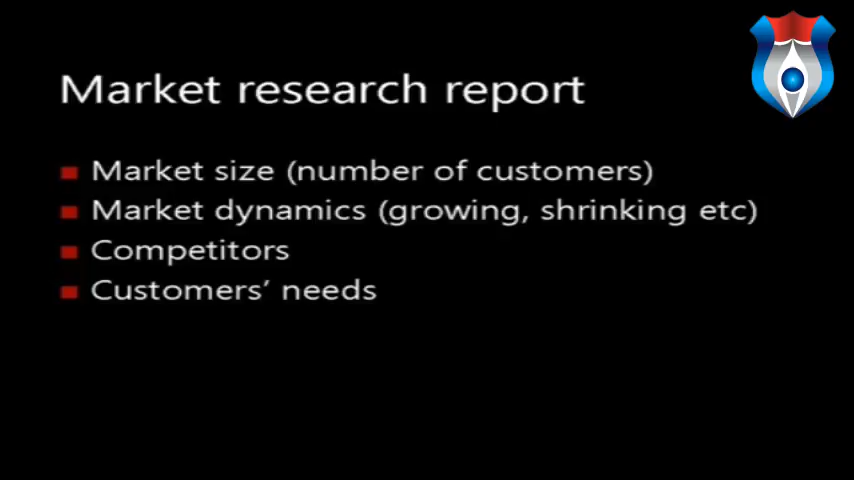 Market research report
Market size (number of customers)
Market dynamics (growing, shrinking etc)
Competitors
Customers’ needs